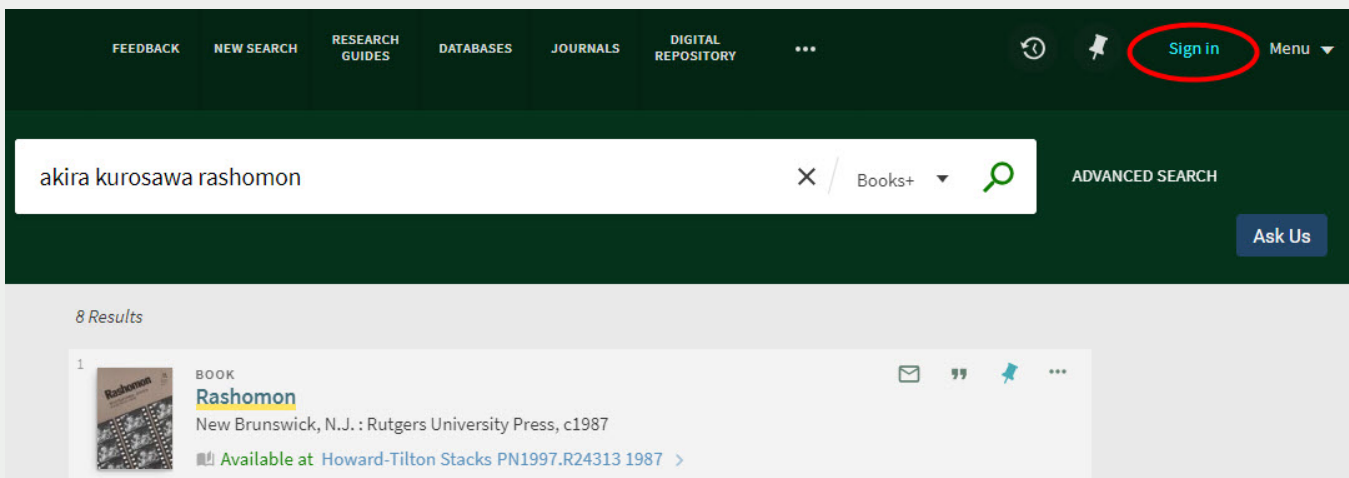 FEEDBACK
NEW SEARCH
RESEARCH
GUIDES
DATABASES
JOURNALS
DIGITAL
REPOSITORY
•••
Sign in
Menu
akira kurosawa rashomon
Books+
ADVANCED SEARCH
Ask Us
8 Results
1
Rashomon
BOOK
Rashomon
New Brunswick, N.J. : Rutgers University Press, c1987
Available at Howard-Tilton Stacks PN1997.R24313 1987 >